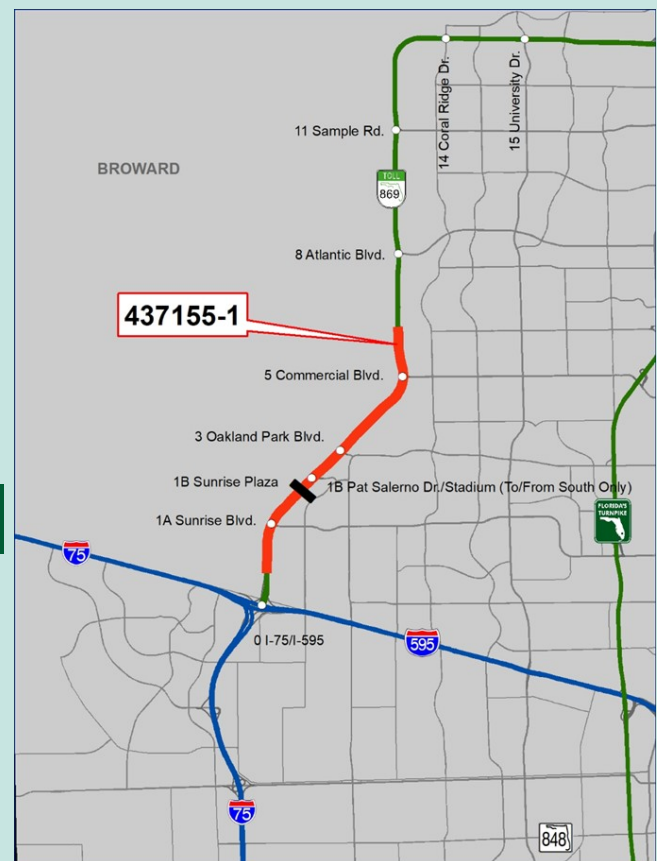 14 Coral Ridge Dr.
15 University Dr.
11 Sample Rd.
BROWARD
TOLL
869
8 Atlantic Blvd.
437155-1
5 Commercial Blvd.
3 Oakland Park Blvd.
1B Sunrise Plaza
1B Pat Salerno Dr./Stadium (To/From South Only)
1A Sunrise Blvd.
FLORIDA'S
TURNPIKE
75
0 I-75/I-595
595
75
848